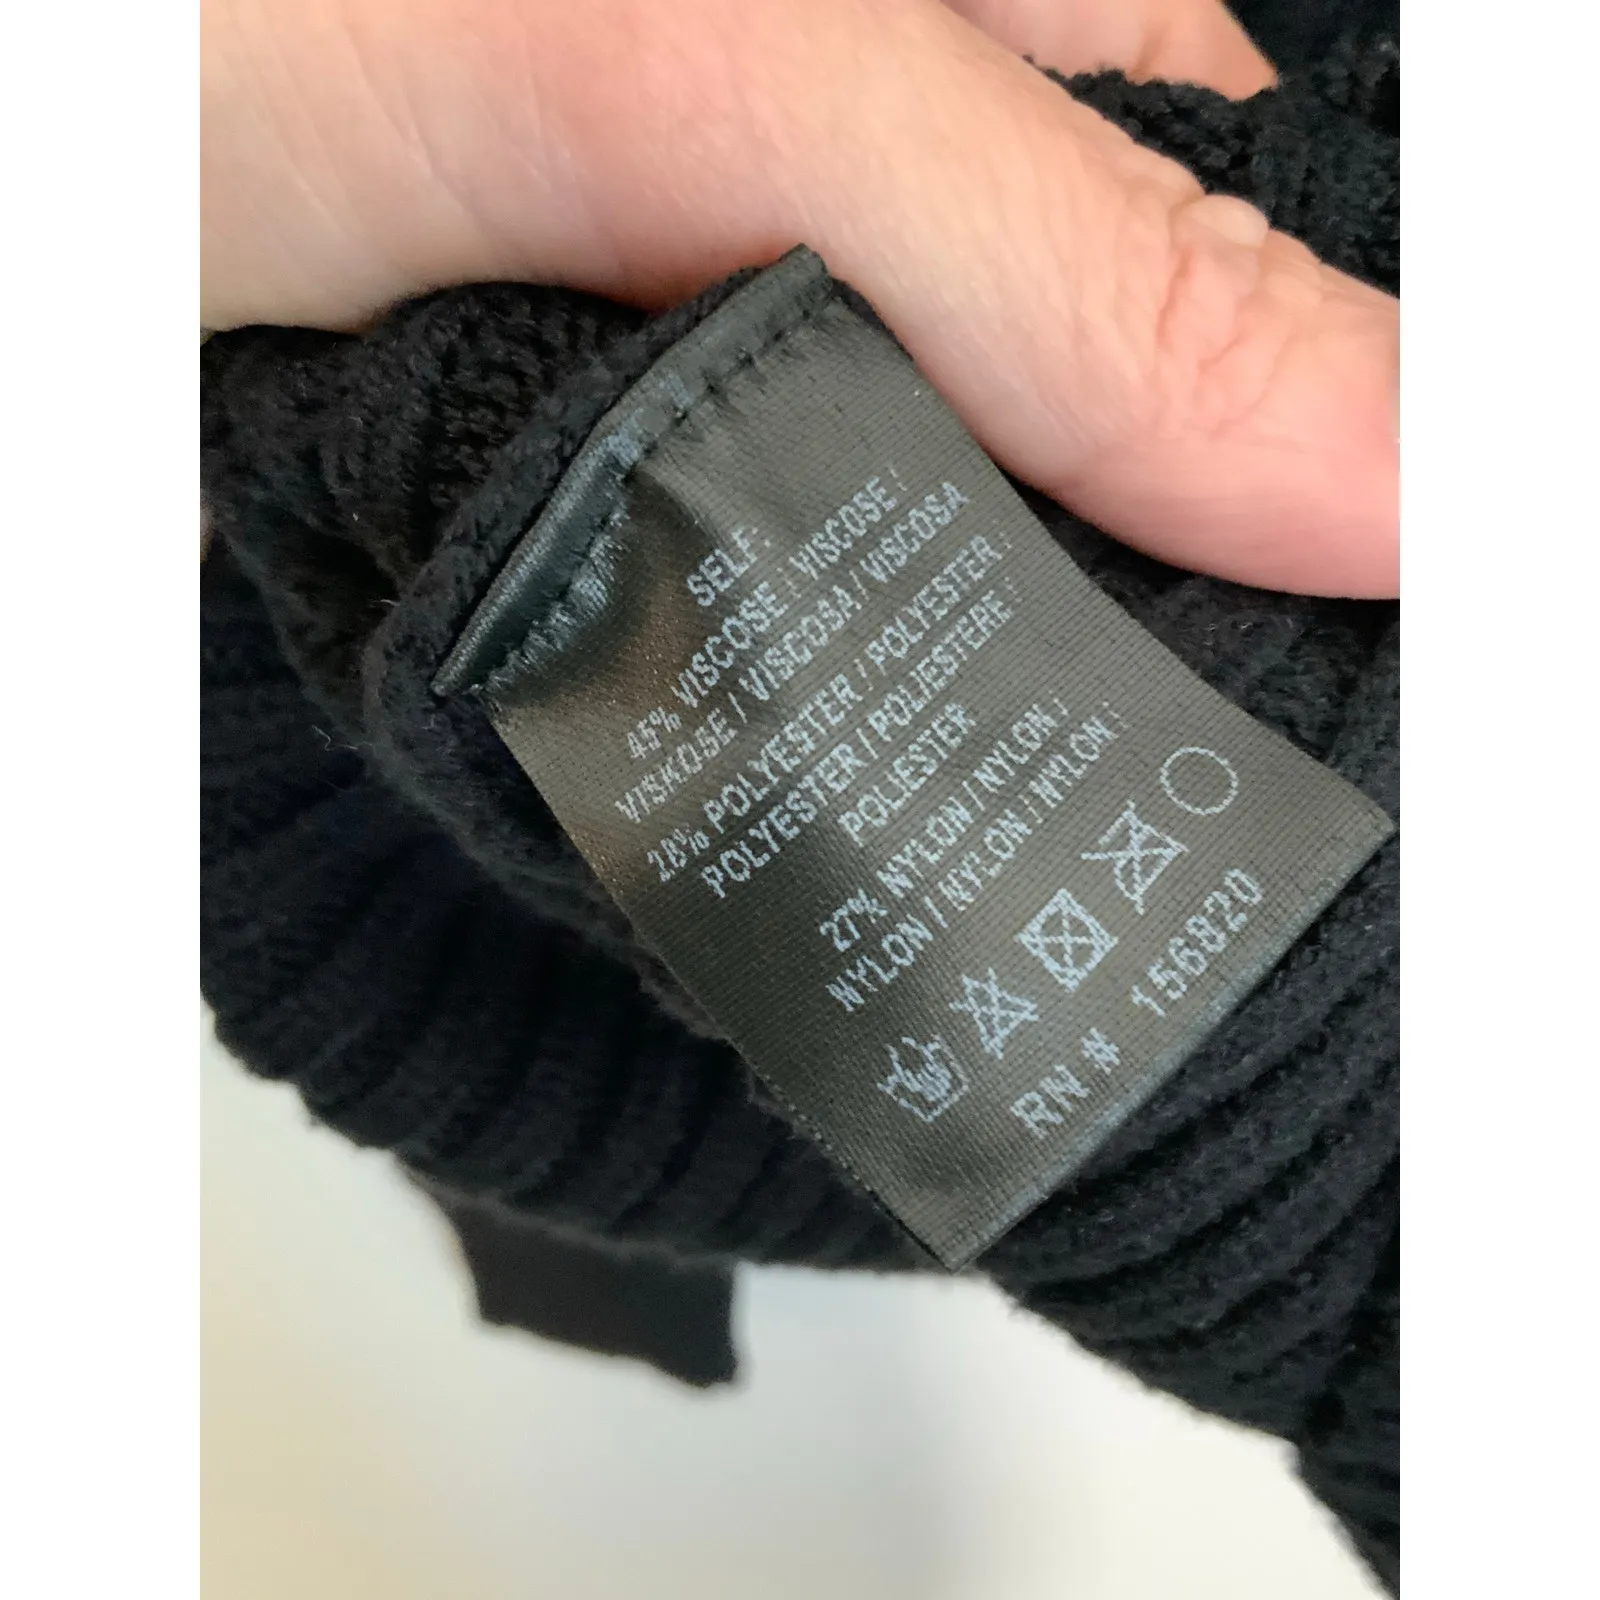 SELF:
45% VISCOSE / VISCOSE /
VISKOSE / VISCOSA / VISCOSA
28% POLYESTER / POLYESTER /
POLYESTER / POLIESTERE /
POLIESTER
27% NYLON / NYLON /
NYLON / NYLON / NYLON /
RN # 156820